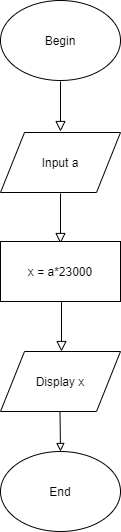 Begin
Input a
x = a*23000
Display x
End